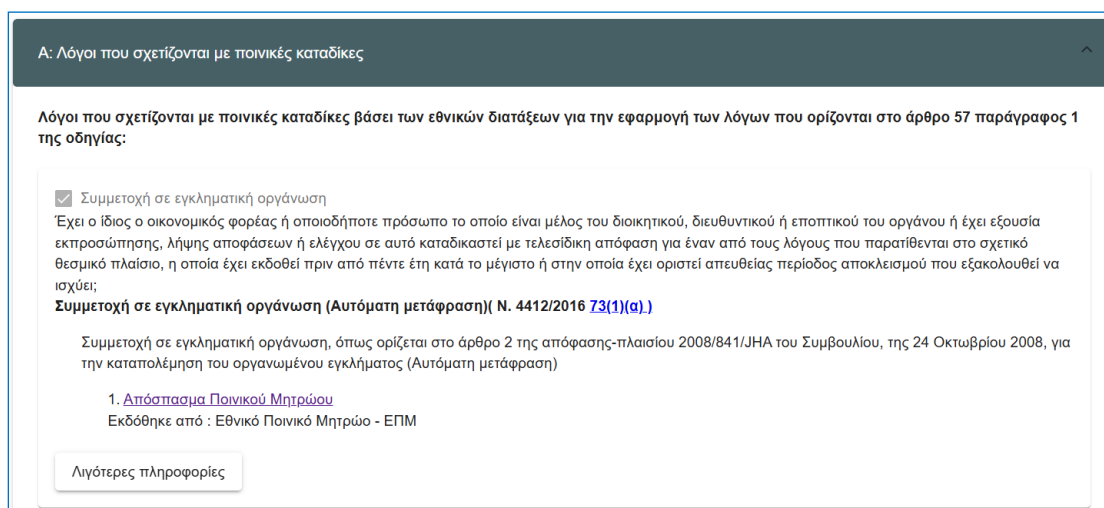 Α: Λόγοι που σχετίζονται με ποινικές καταδίκες
Λόγοι που σχετίζονται με ποινικές καταδίκες βάσει των εθνικών διατάξεων για την εφαρμογή των λόγων που ορίζονται στο άρθρο 57 παράγραφος 1
της οδηγίας:
Συμμετοχή σε εγκληματική οργάνωση
Έχει ο ίδιος ο οικονομικός φορέας ή οποιοδήποτε πρόσωπο το οποίο είναι μέλος του διοικητικού, διευθυντικού ή εποπτικού του οργάνου ή έχει εξουσία
εκπροσώπησης, λήψης αποφάσεων ή ελέγχου σε αυτό καταδικαστεί με τελεσίδικη απόφαση για έναν από τους λόγους που παρατίθενται στο σχετικό
θεσμικό πλαίσιο, η οποία έχει εκδοθεί πριν από πέντε έτη κατά το μέγιστο ή στην οποία έχει οριστεί απευθείας περίοδος αποκλεισμού που εξακολουθεί να
ισχύει;
Συμμετοχή σε εγκληματική οργάνωση (Αυτόματη μετάφραση)( Ν. 4412/2016 73(1)(α) )
Συμμετοχή σε εγκληματική οργάνωση, όπως ορίζεται στο άρθρο 2 της απόφασης-πλαισίου 2008/841/JHA του Συμβουλίου, της 24 Οκτωβρίου 2008, για
την καταπολέμηση του οργανωμένου εγκλήματος (Αυτόματη μετάφραση)
1. Απόσπασμα Ποινικού Μητρώου
Εκδόθηκε από : Εθνικό Ποινικό Μητρώο - ΕΠΜ
Λιγότερες πληροφορίες